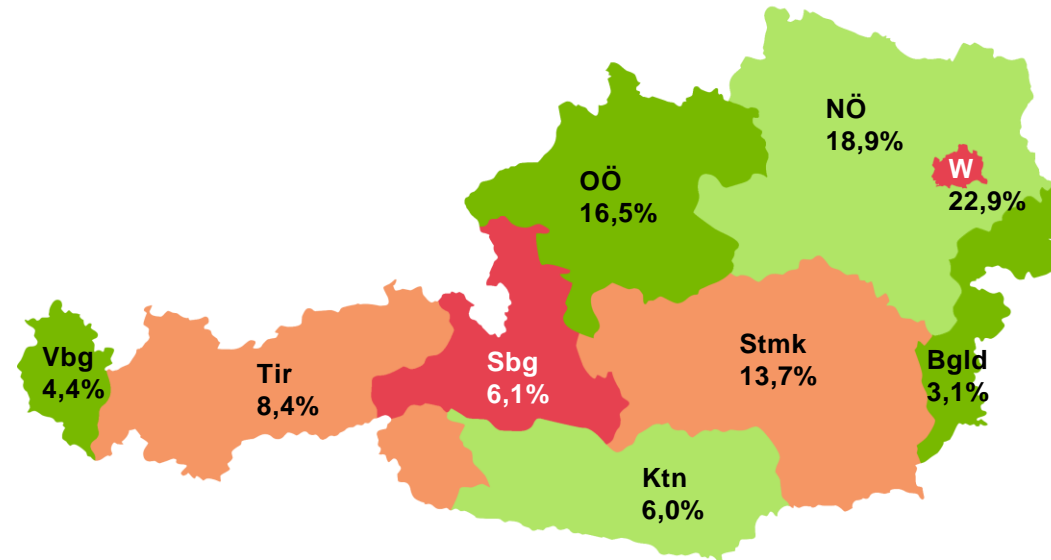 NÖ
18,9%
W
22,9%
OÖ
16,5%
Vbg
4,4%
Tir
8,4%
Sbg
6,1%
Stmk
13,7%
Bgld
3,1%
Ktn
6,0%